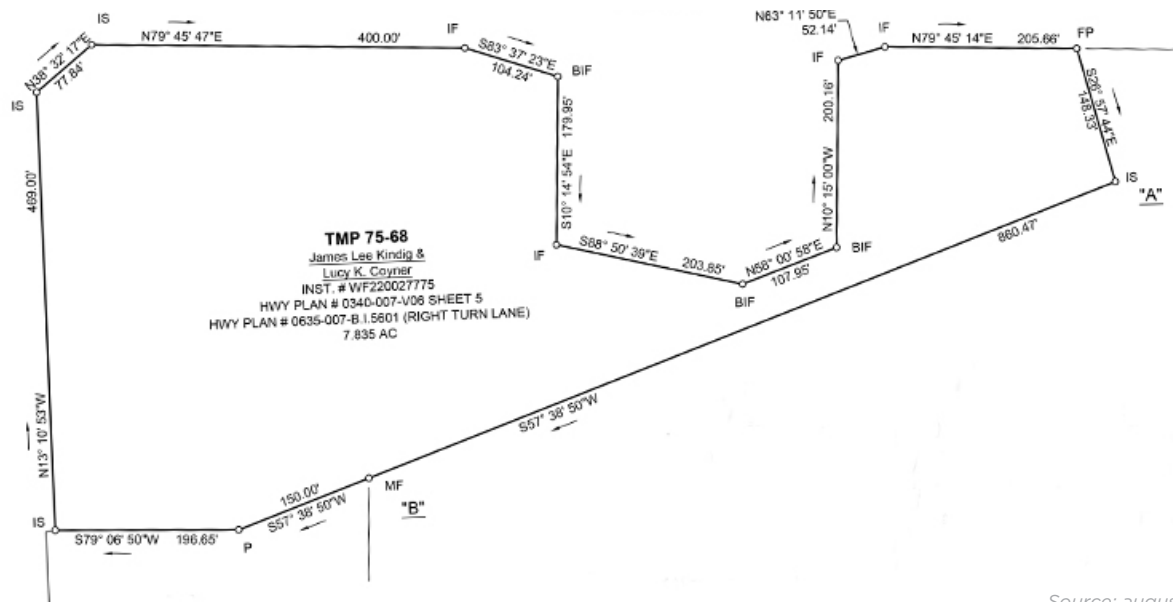 IS
N79° 45' 47"E
400.00'
IF
S83° 37' 23"E
104.24'
BIF
N38° 32' 17"E
77.84'
IS
N63° 11' 50"E
52.14'
IF
N79° 45' 14"E
205.66'
FP
IF
179.95'
S10° 14' 54"E
200.16'
N10° 15' 00"W
S26° 57' 44"E
148.33'
IS
"A"
469.00'
N13° 10' 53"W
TMP 75-68
James Lee Kindig &
Lucy K. Coyner
INST. # WF220027775
HWY PLAN # 0340-007-V06 SHEET 5
HWY PLAN # 0635-007-B.I.5601 (RIGHT TURN LANE)
7.835 AC
IF
S88° 50' 39"E
203.85'
BIF
N58° 00' 58"E
107.95'
BIF
860.47'
S57° 38' 50"W
MF
"B"
150.00'
S57° 38' 50"W
P
IS
S79° 06' 50"W
196.65'